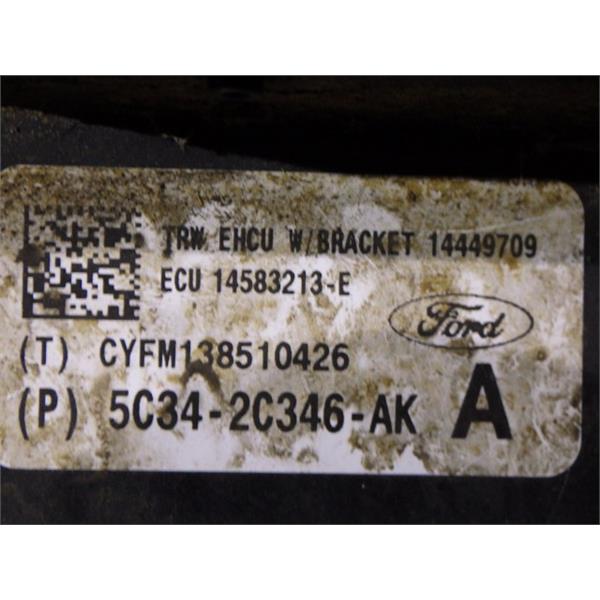 TRW EHCU W/BRACKET 14449709
ECU 14583213-E
Ford
(T) CYFM138510426
(P) 5C34-2C346-AK A